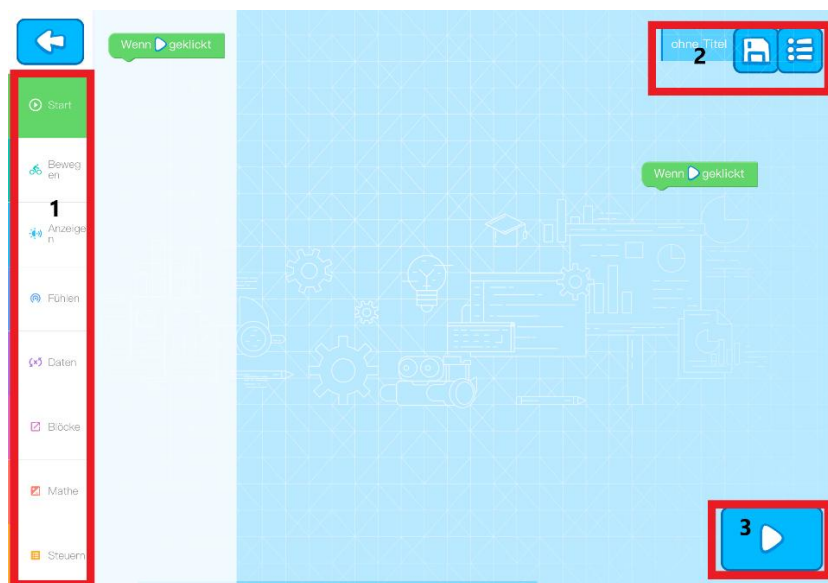 Wenn geklickt
ohne Titel
2
Start
Beweg
en
1
Anzeige
n
Fühlen
Daten
Blöcke
Mathe
Steuern
Wenn geklickt
3